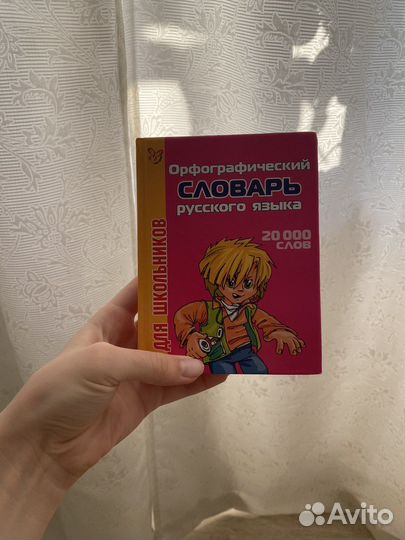 Орфографический
СЛОВАРЬ
русского языка
20 000
СЛОВ
ДЛЯ ШКОЛЬНИКОВ
Avito